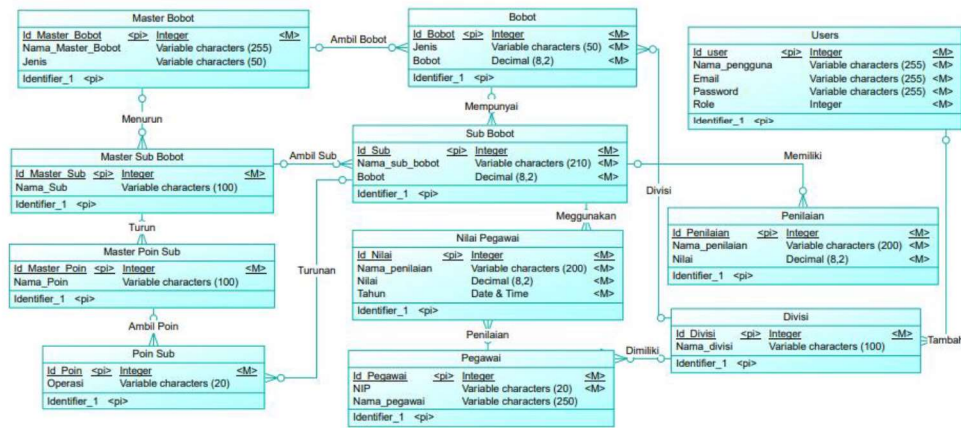 Master Bobot
Id_Master_Bobot <pi> Integer <M>
Nama_Master_Bobot Variable characters (255)
Jenis Variable characters (50)
Identifier_1 <pi>
Ambil Bobot
Bobot
Id_Bobot <pi> Integer <M>
Jenis Variable characters (50) <M>
Bobot Decimal (8,2) <M>
Identifier_1 <pi>
Users
Id_user <pi> Integer <M>
Nama_pengguna Variable characters (255) <M>
Email Variable characters (255) <M>
Password Variable characters (255) <M>
Role Integer <M>
Identifier_1 <pi>
Menurun
Mempunyai
Master Sub Bobot
Id_Master_Sub <pi> Integer <M>
Nama_Sub Variable characters (100)
Identifier_1 <pi>
Ambil Sub
Sub Bobot
Id_Sub <pi> Integer <M>
Nama_sub_bobot Variable characters (210) <M>
Bobot Decimal (8,2) <M>
Identifier_1 <pi>
Memiliki
Divisi
Turun
Meggunakan
Penilaian
Id_Penilaian <pi> Integer <M>
Nama_penilaian Variable characters (200) <M>
Nilai Decimal (8,2) <M>
Identifier_1 <pi>
Master Poin Sub
Id_Master_Poin <pi> Integer <M>
Nama_Poin Variable characters (100)
Identifier_1 <pi>
Turunan
Nilai Pegawai
Id_Nilai <pi> Integer <M>
Nama_penilaian Variable characters (200) <M>
Nilai Decimal (8,2) <M>
Tahun Date & Time <M>
Identifier_1 <pi>
Ambil Poin
Penilaian
Divisi
Id_Divisi <pi> Integer <M>
Nama_divisi Variable characters (100)
Identifier_1 <pi>
Tambah
Poin Sub
Id_Poin <pi> Integer <M>
Operasi Variable characters (20)
Identifier_1 <pi>
Pegawai
Id_Pegawai <pi> Integer <M>
NIP Variable characters (20) <M>
Nama_pegawai Variable characters (250)
Identifier_1 <pi>
Dimiliki